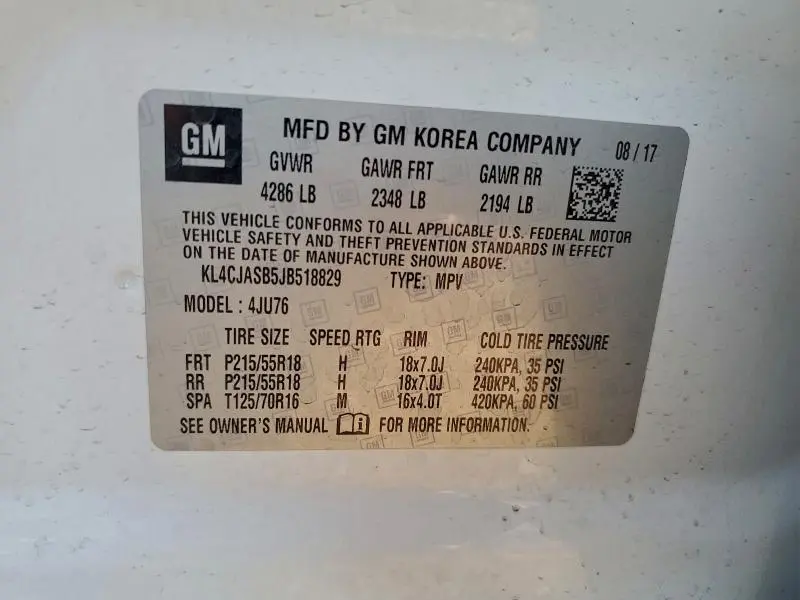 GM
MFD BY GM KOREA COMPANY 08 / 17
GVWR GAWR FRT GAWR RR
4286 LB 2348 LB 2194 LB
THIS VEHICLE CONFORMS TO ALL APPLICABLE U.S. FEDERAL MOTOR
VEHICLE SAFETY AND THEFT PREVENTION STANDARDS IN EFFECT
ON THE DATE OF MANUFACTURE SHOWN ABOVE.
KL4CJASB5JB518829 TYPE: MPV
MODEL : 4JU76
TIRE SIZE SPEED RTG RIM COLD TIRE PRESSURE
FRT P215/55R18 H 18x7.0J 240KPA, 35 PSI
RR P215/55R18 H 18x7.0J 240KPA, 35 PSI
SPA T125/70R16 M 16x4.0T 420KPA, 60 PSI
SEE OWNER'S MANUAL FOR MORE INFORMATION.